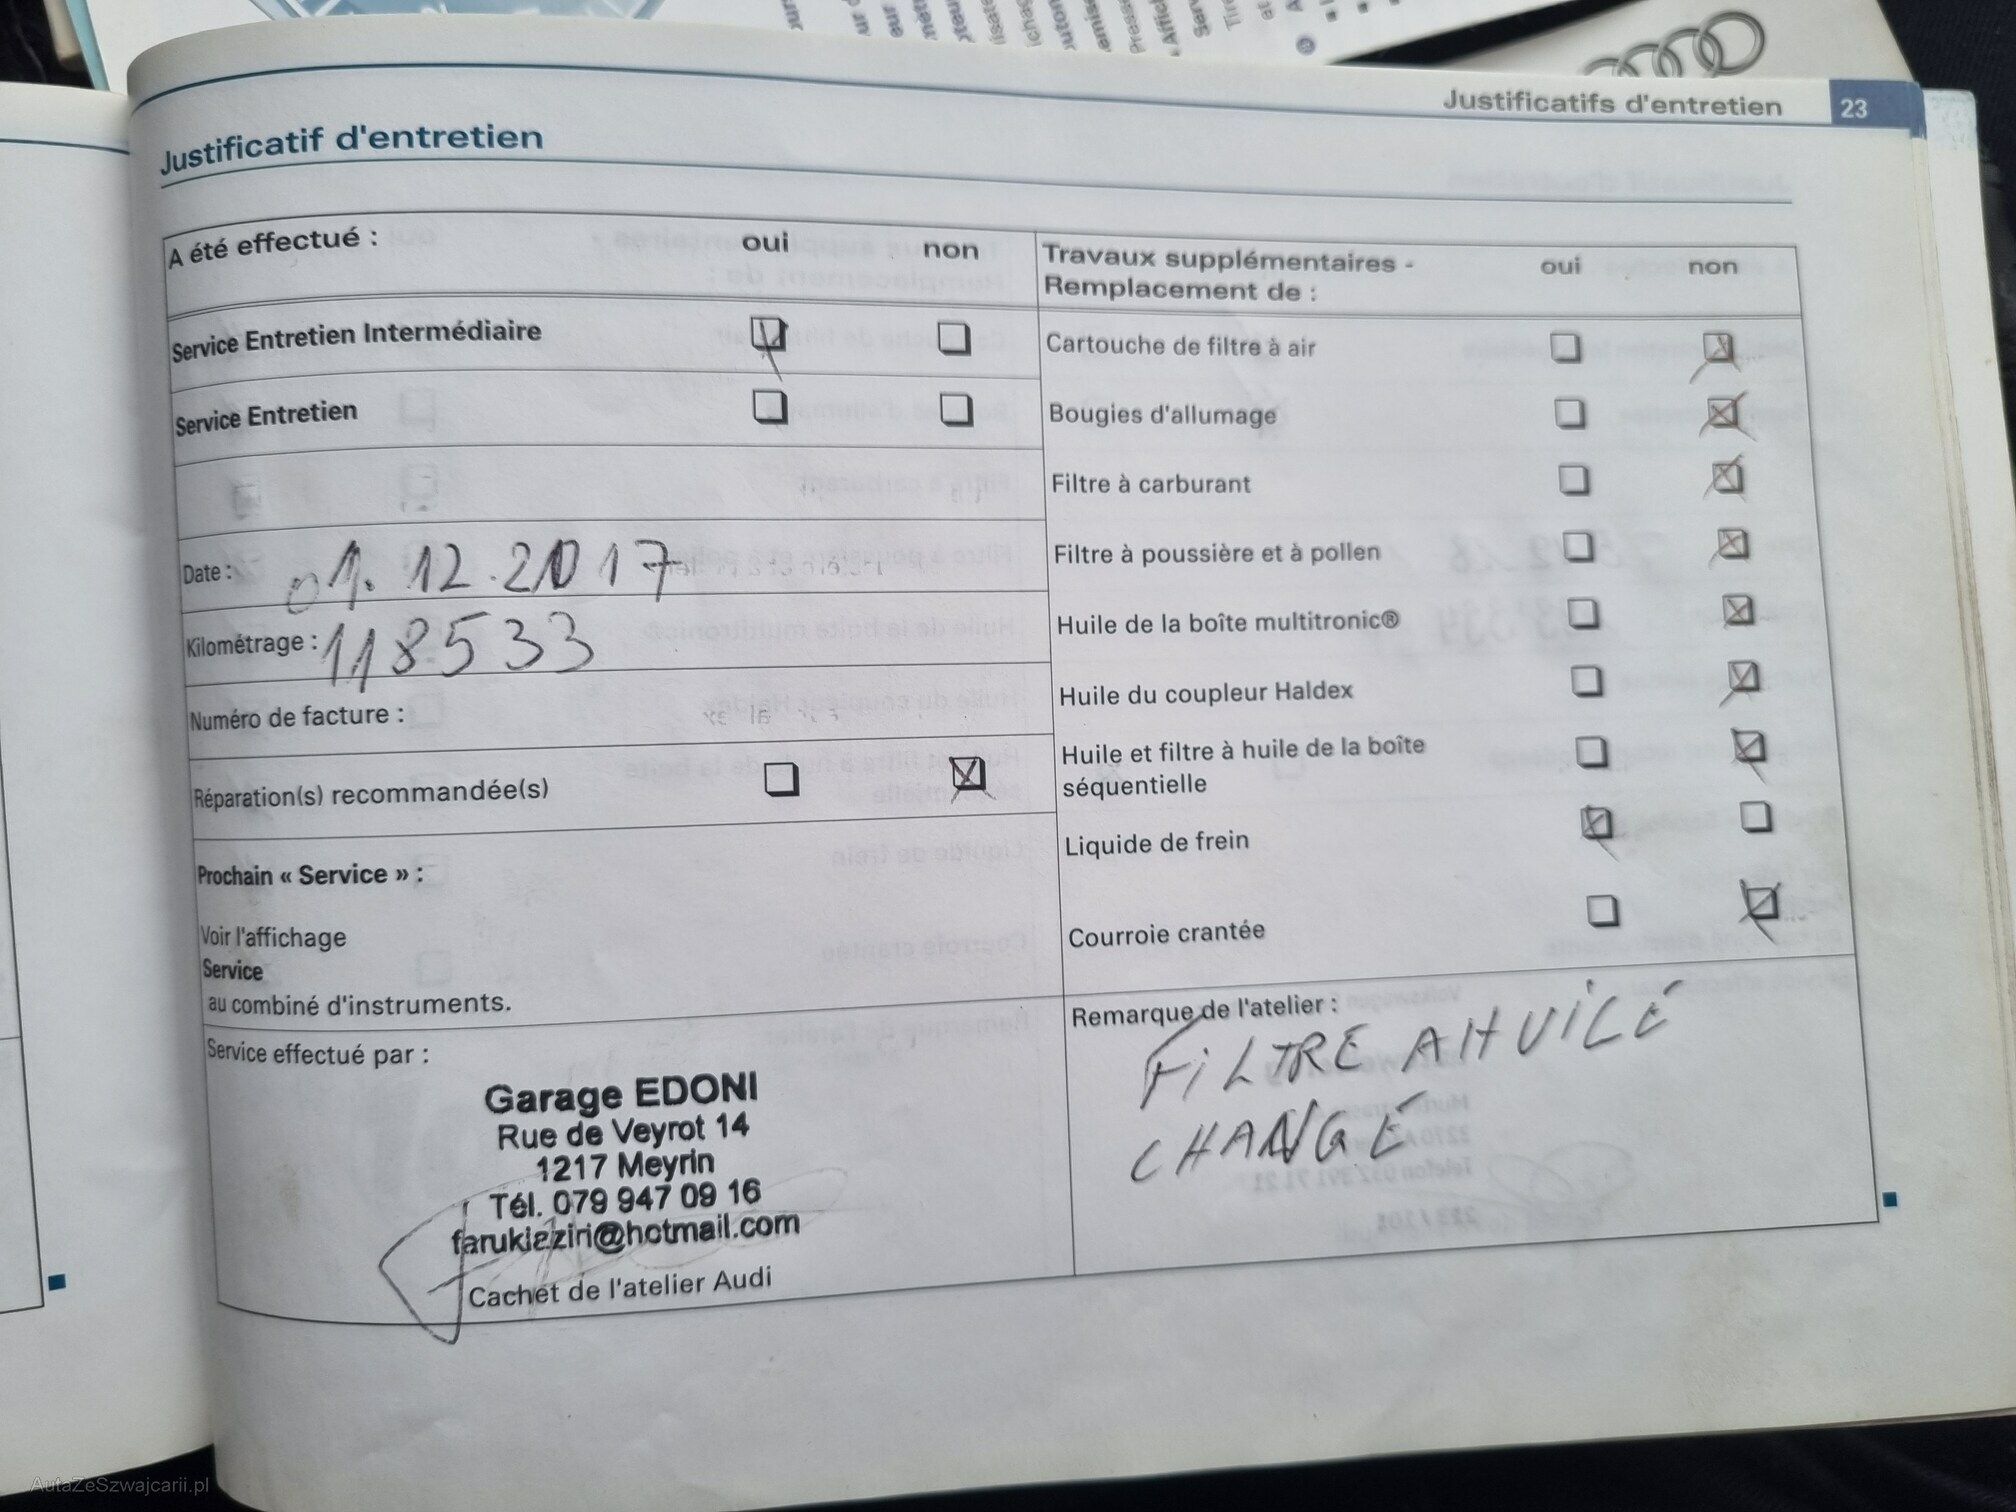 Justificatifs d'entretien 23
Justificatif d'entretien
A été effectué : oui non
Service Entretien Intermédiaire
Service Entretien
Date : 01.12.2017
Kilométrage : 118533
Numéro de facture :
Réparation(s) recommandée(s)
Prochain « Service » :
Voir l'affichage
Service
au combiné d'instruments.
Service effectué par :
Garage EDONI
Rue de Veyrot 14
1217 Meyrin
Tél. 079 947 09 16
Cachet de l'atelier Audi
Travaux supplémentaires -
Remplacement de : oui non
Cartouche de filtre à air
Bougies d'allumage
Filtre à carburant
Filtre à poussière et à pollen
Huile de la boîte multitronic®
Huile du coupleur Haldex
Huile et filtre à huile de la boîte
séquentielle
Liquide de frein
Courroie crantée
Remarque de l'atelier :
FILTRE A HUILE
CHANGÉ
AutaZeSzwajcarii.pl